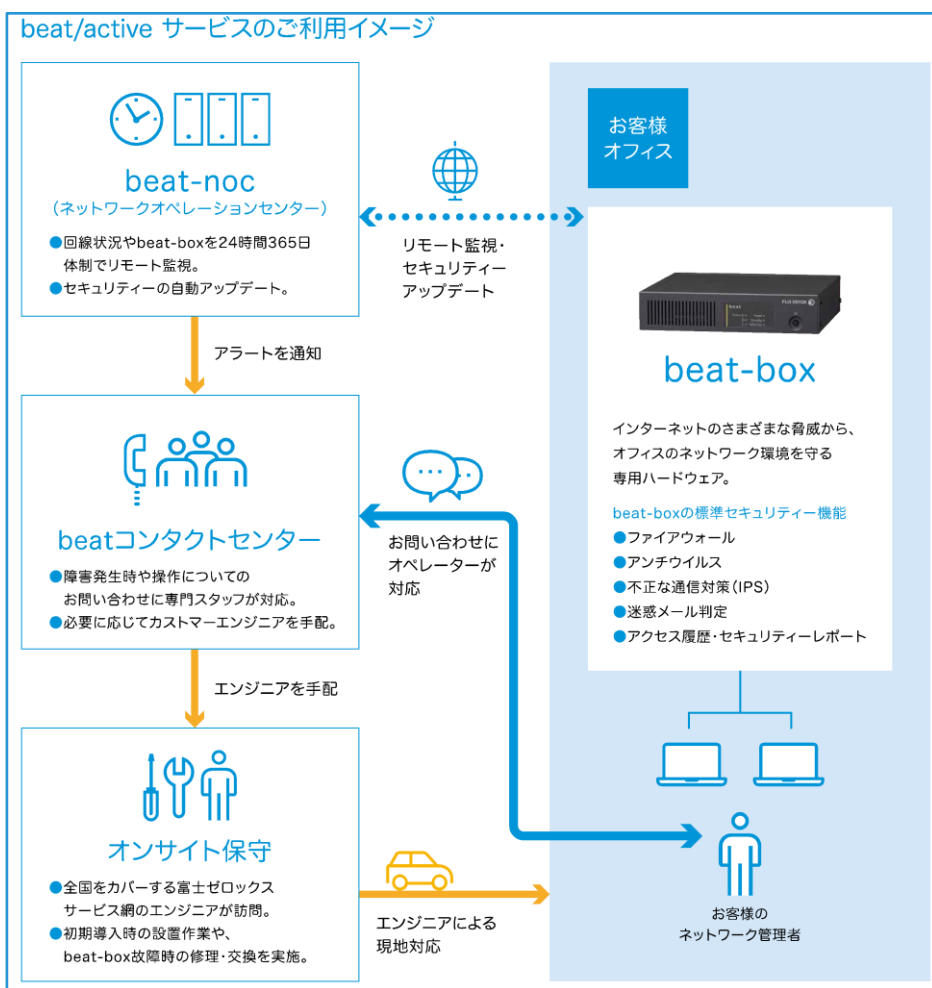 beat/active サービスのご利用イメージ
beat-noc
（ネットワークオペレーションセンター）
●回線状況やbeat-boxを24時間365日
体制でリモート監視。
●セキュリティーの自動アップデート。
リモート監視・
セキュリティー
アップデート
お客様
オフィス
beat
FUJI XEROX
beat-box
インターネットのさまざまな脅威から、
オフィスのネットワーク環境を守る
専用ハードウェア。
beat-boxの標準セキュリティー機能
●ファイアウォール
●アンチウイルス
●不正な通信対策（IPS）
●迷惑メール判定
●アクセス履歴・セキュリティーレポート
アラートを通知
beatコンタクトセンター
●障害発生時や操作についての
お問い合わせに専門スタッフが対応。
●必要に応じてカストマーエンジニアを手配。
お問い合わせに
オペレーターが
対応
エンジニアを手配
オンサイト保守
●全国をカバーする富士ゼロックス
サービス網のエンジニアが訪問。
●初期導入時の設置作業や、
beat-box故障時の修理・交換を実施。
エンジニアによる
現地対応
お客様の
ネットワーク管理者